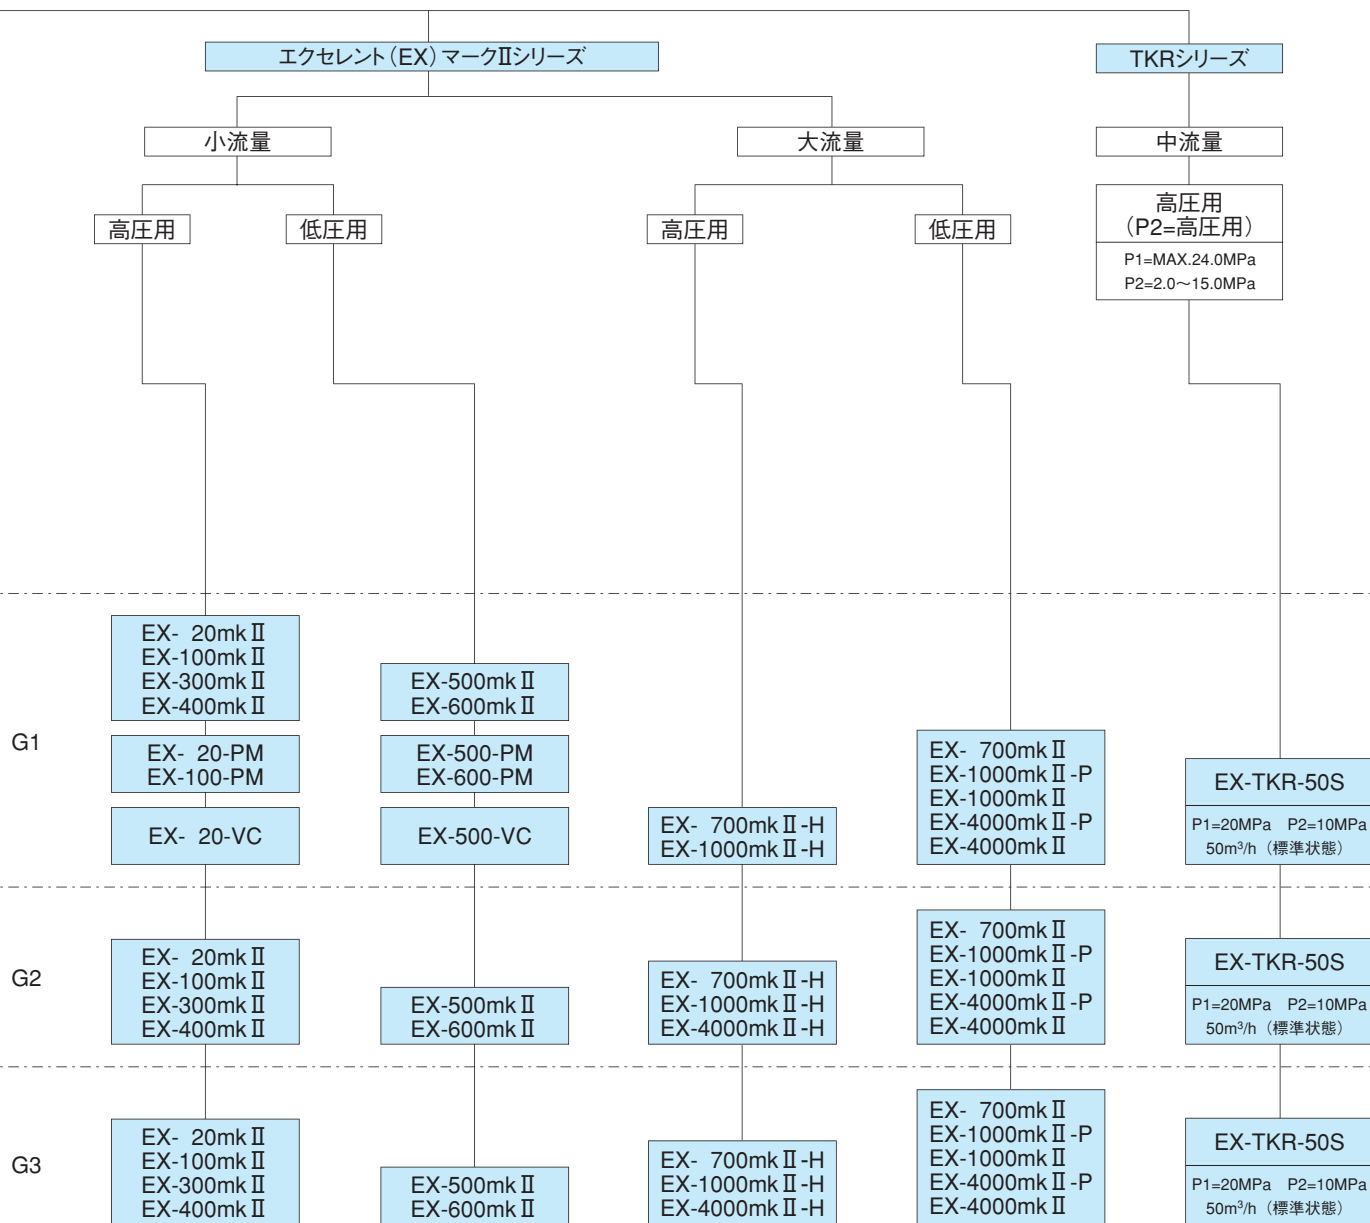 エクセレント（EX）マークⅡシリーズ
TKRシリーズ
小流量
大流量
中流量
高圧用
低圧用
高圧用
低圧用
高圧用
（P2=高圧用）
P1=MAX.24.0MPa
P2=2.0～15.0MPa
G1
EX- 20mkⅡ
EX-100mkⅡ
EX-300mkⅡ
EX-400mkⅡ
EX- 20-PM
EX-100-PM
EX- 20-VC
EX-500mkⅡ
EX-600mkⅡ
EX-500-PM
EX-600-PM
EX-500-VC
EX- 700mkⅡ-H
EX-1000mkⅡ-H
EX- 700mkⅡ
EX-1000mkⅡ-P
EX-1000mkⅡ
EX-4000mkⅡ-P
EX-4000mkⅡ
EX-TKR-50S
P1=20MPa P2=10MPa
50m³/h（標準状態）
G2
EX- 20mkⅡ
EX-100mkⅡ
EX-300mkⅡ
EX-400mkⅡ
EX-500mkⅡ
EX-600mkⅡ
EX- 700mkⅡ-H
EX-1000mkⅡ-H
EX-4000mkⅡ-H
EX- 700mkⅡ
EX-1000mkⅡ-P
EX-1000mkⅡ
EX-4000mkⅡ-P
EX-4000mkⅡ
EX-TKR-50S
P1=20MPa P2=10MPa
50m³/h（標準状態）
G3
EX- 20mkⅡ
EX-100mkⅡ
EX-300mkⅡ
EX-400mkⅡ
EX-500mkⅡ
EX-600mkⅡ
EX- 700mkⅡ-H
EX-1000mkⅡ-H
EX-4000mkⅡ-H
EX- 700mkⅡ
EX-1000mkⅡ-P
EX-1000mkⅡ
EX-4000mkⅡ-P
EX-4000mkⅡ
EX-TKR-50S
P1=20MPa P2=10MPa
50m³/h（標準状態）